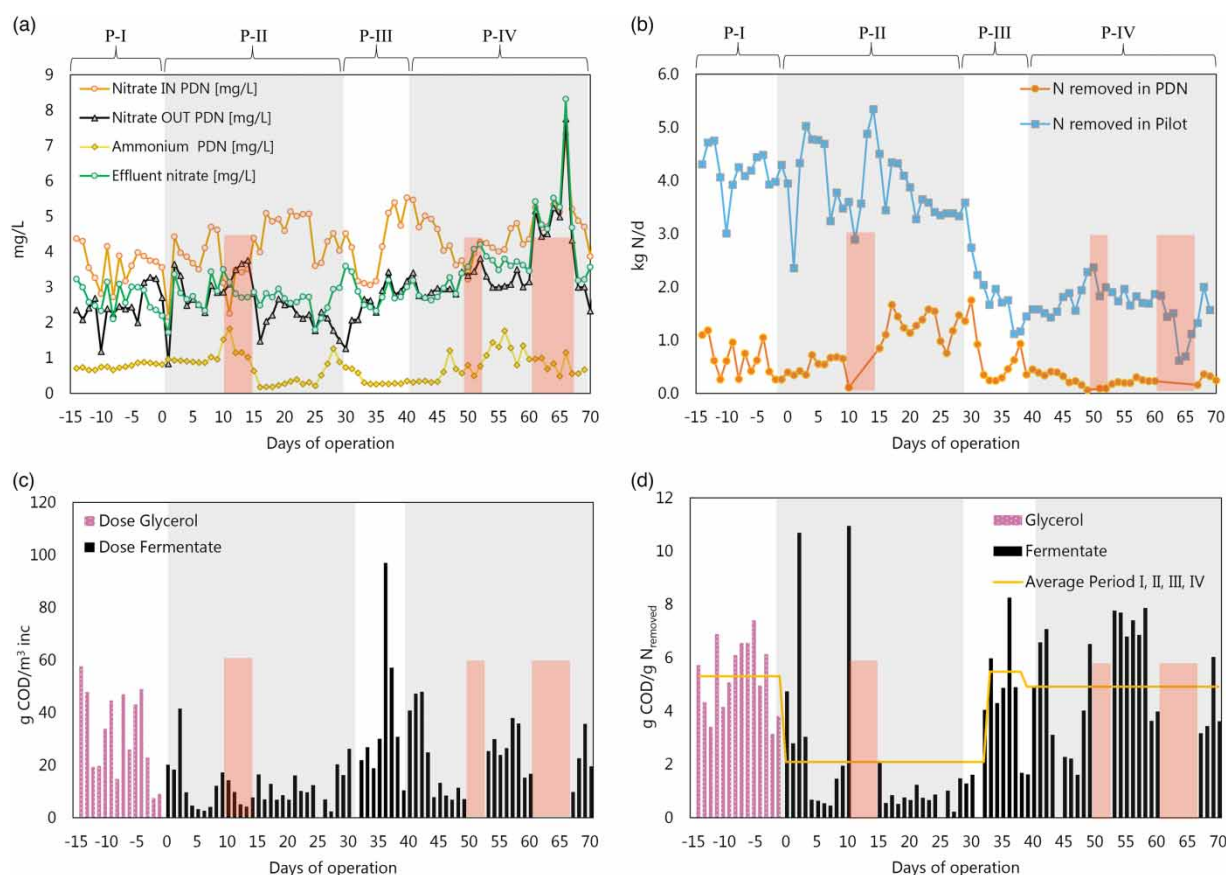 (a)
P-I P-II P-III P-IV
9
8
7
6
5
4
3
2
1
0
mg/L
Nitrate IN PDN [mg/L]
Nitrate OUT PDN [mg/L]
Ammonium PDN [mg/L]
Effluent nitrate [mg/L]
-15 -10 -5 0 5 10 15 20 25 30 35 40 45 50 55 60 65 70
Days of operation
(b)
P-I P-II P-III P-IV
6.0
5.0
4.0
3.0
2.0
1.0
0.0
kg N/d
N removed in PDN
N removed in Pilot
-15 -10 -5 0 5 10 15 20 25 30 35 40 45 50 55 60 65 70
Days of operation
(c)
120
100
80
60
40
20
0
g COD/m³ inc
Dose Glycerol
Dose Fermentate
-15 -10 -5 0 5 10 15 20 25 30 35 40 45 50 55 60 65 70
Days of operation
(d)
12
10
8
6
4
2
0
g COD/g Nremoved
Glycerol
Fermentate
Average Period I, II, III, IV
-15 -10 -5 0 5 10 15 20 25 30 35 40 45 50 55 60 65 70
Days of operation